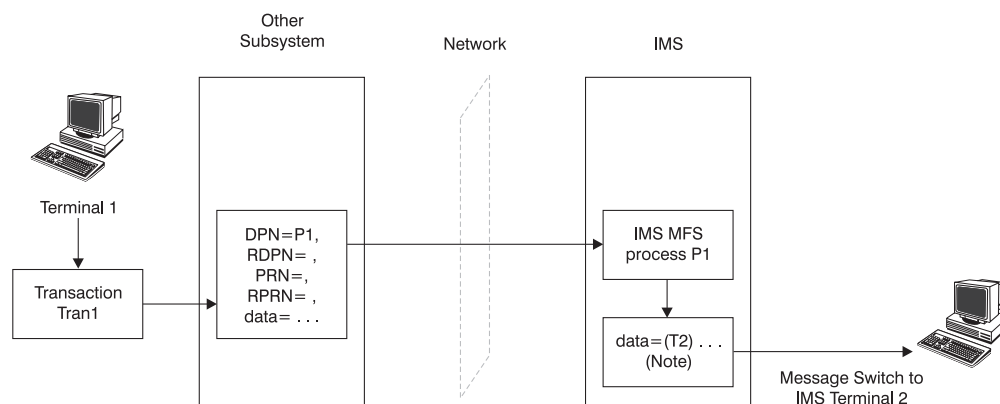 Other
Subsystem
Network
IMS
Terminal 1
Transaction
Tran1
DPN=P1,
RDPN= ,
PRN=,
RPRN= ,
data= . . .
IMS MFS
process P1
data=(T2) . . .
(Note)
Message Switch to
IMS Terminal 2